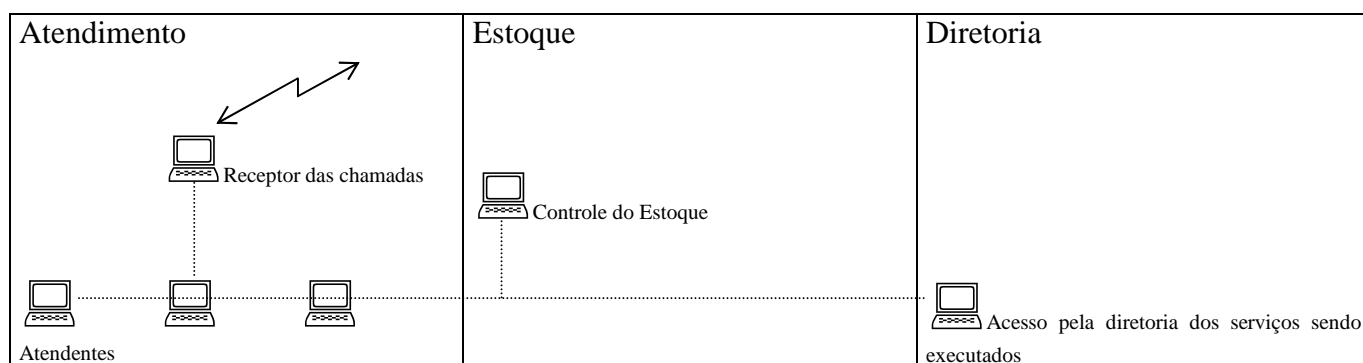 Atendimento
Estoque
Diretoria
Receptor das chamadas
Controle do Estoque
Acesso pela diretoria dos serviços sendo
executados
Atendentes